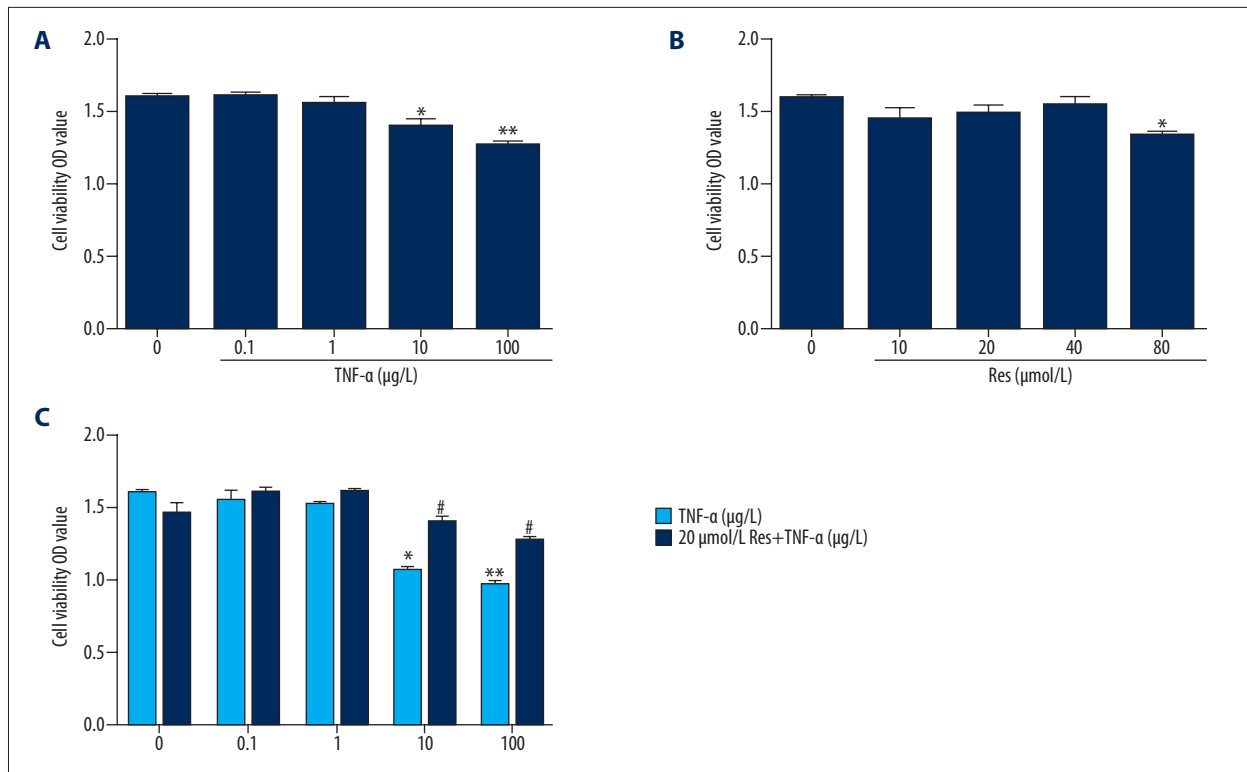 A
Cell viability OD value
2.0
1.5
1.0
0.5
0.0
*
**
0 0.1 1 10 100
TNF-α (µg/L)
B
Cell viability OD value
2.0
1.5
1.0
0.5
0.0
*
0 10 20 40 80
Res (µmol/L)
C
Cell viability OD value
2.0
1.5
1.0
0.5
0.0
* # ** #
0 0.1 1 10 100
TNF-α (µg/L)
20 µmol/L Res+TNF-α (µg/L)